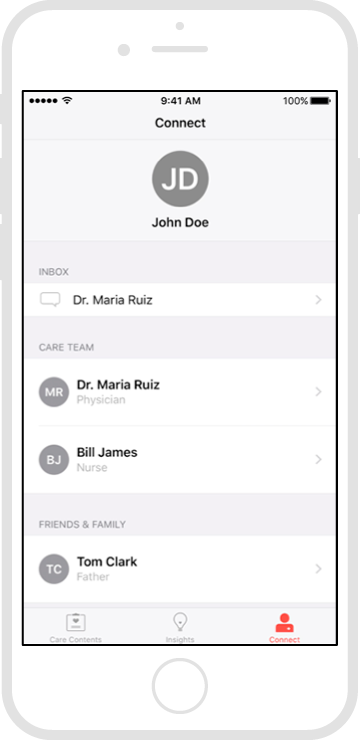 9:41 AM 100%
Connect
JD
John Doe
INBOX
Dr. Maria Ruiz
CARE TEAM
MR Dr. Maria Ruiz
Physician
BJ Bill James
Nurse
FRIENDS & FAMILY
TC Tom Clark
Father
Care Contents Insights Connect